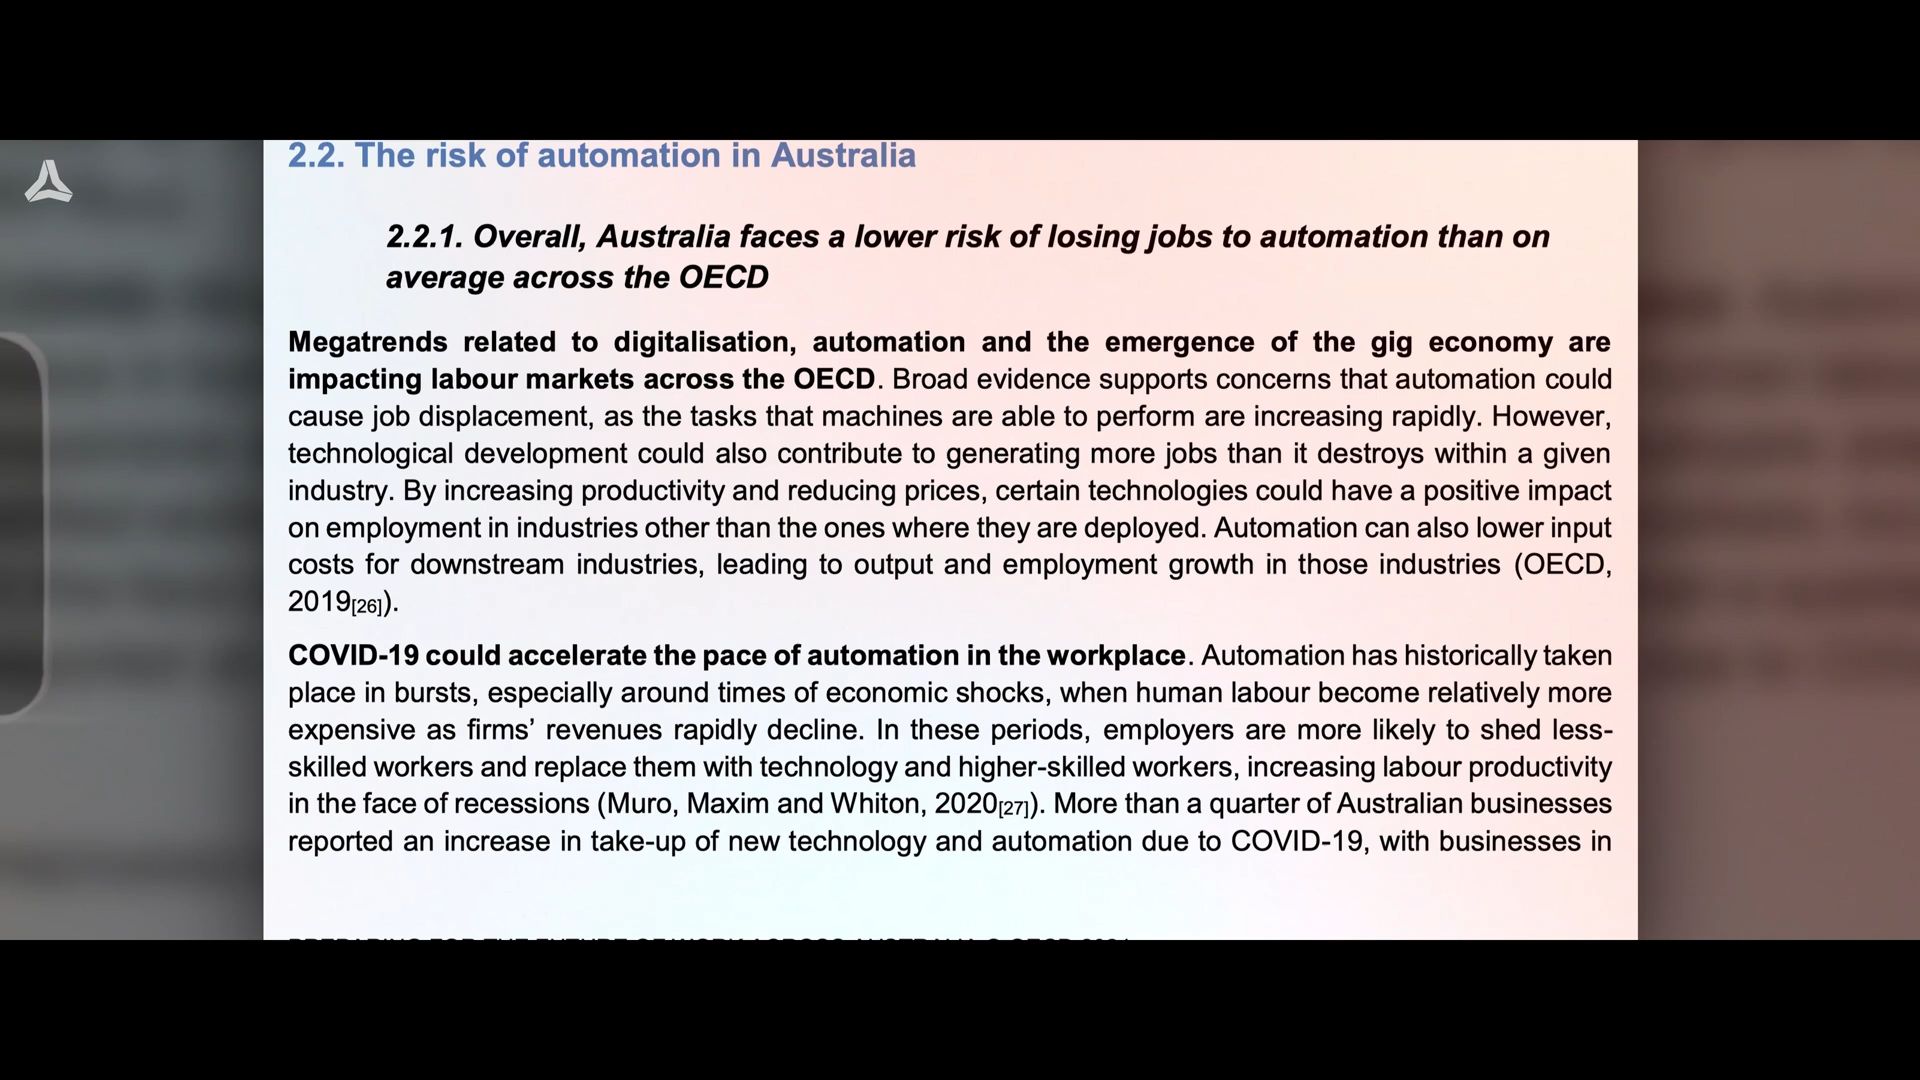 2.2. The risk of automation in Australia
2.2.1. Overall, Australia faces a lower risk of losing jobs to automation than on
average across the OECD
Megatrends related to digitalisation, automation and the emergence of the gig economy are
impacting labour markets across the OECD. Broad evidence supports concerns that automation could
cause job displacement, as the tasks that machines are able to perform are increasing rapidly. However,
technological development could also contribute to generating more jobs than it destroys within a given
industry. By increasing productivity and reducing prices, certain technologies could have a positive impact
on employment in industries other than the ones where they are deployed. Automation can also lower input
costs for downstream industries, leading to output and employment growth in those industries (OECD,
2019[26]).
COVID-19 could accelerate the pace of automation in the workplace. Automation has historically taken
place in bursts, especially around times of economic shocks, when human labour become relatively more
expensive as firms’ revenues rapidly decline. In these periods, employers are more likely to shed less-
skilled workers and replace them with technology and higher-skilled workers, increasing labour productivity
in the face of recessions (Muro, Maxim and Whiton, 2020[27]). More than a quarter of Australian businesses
reported an increase in take-up of new technology and automation due to COVID-19, with businesses in